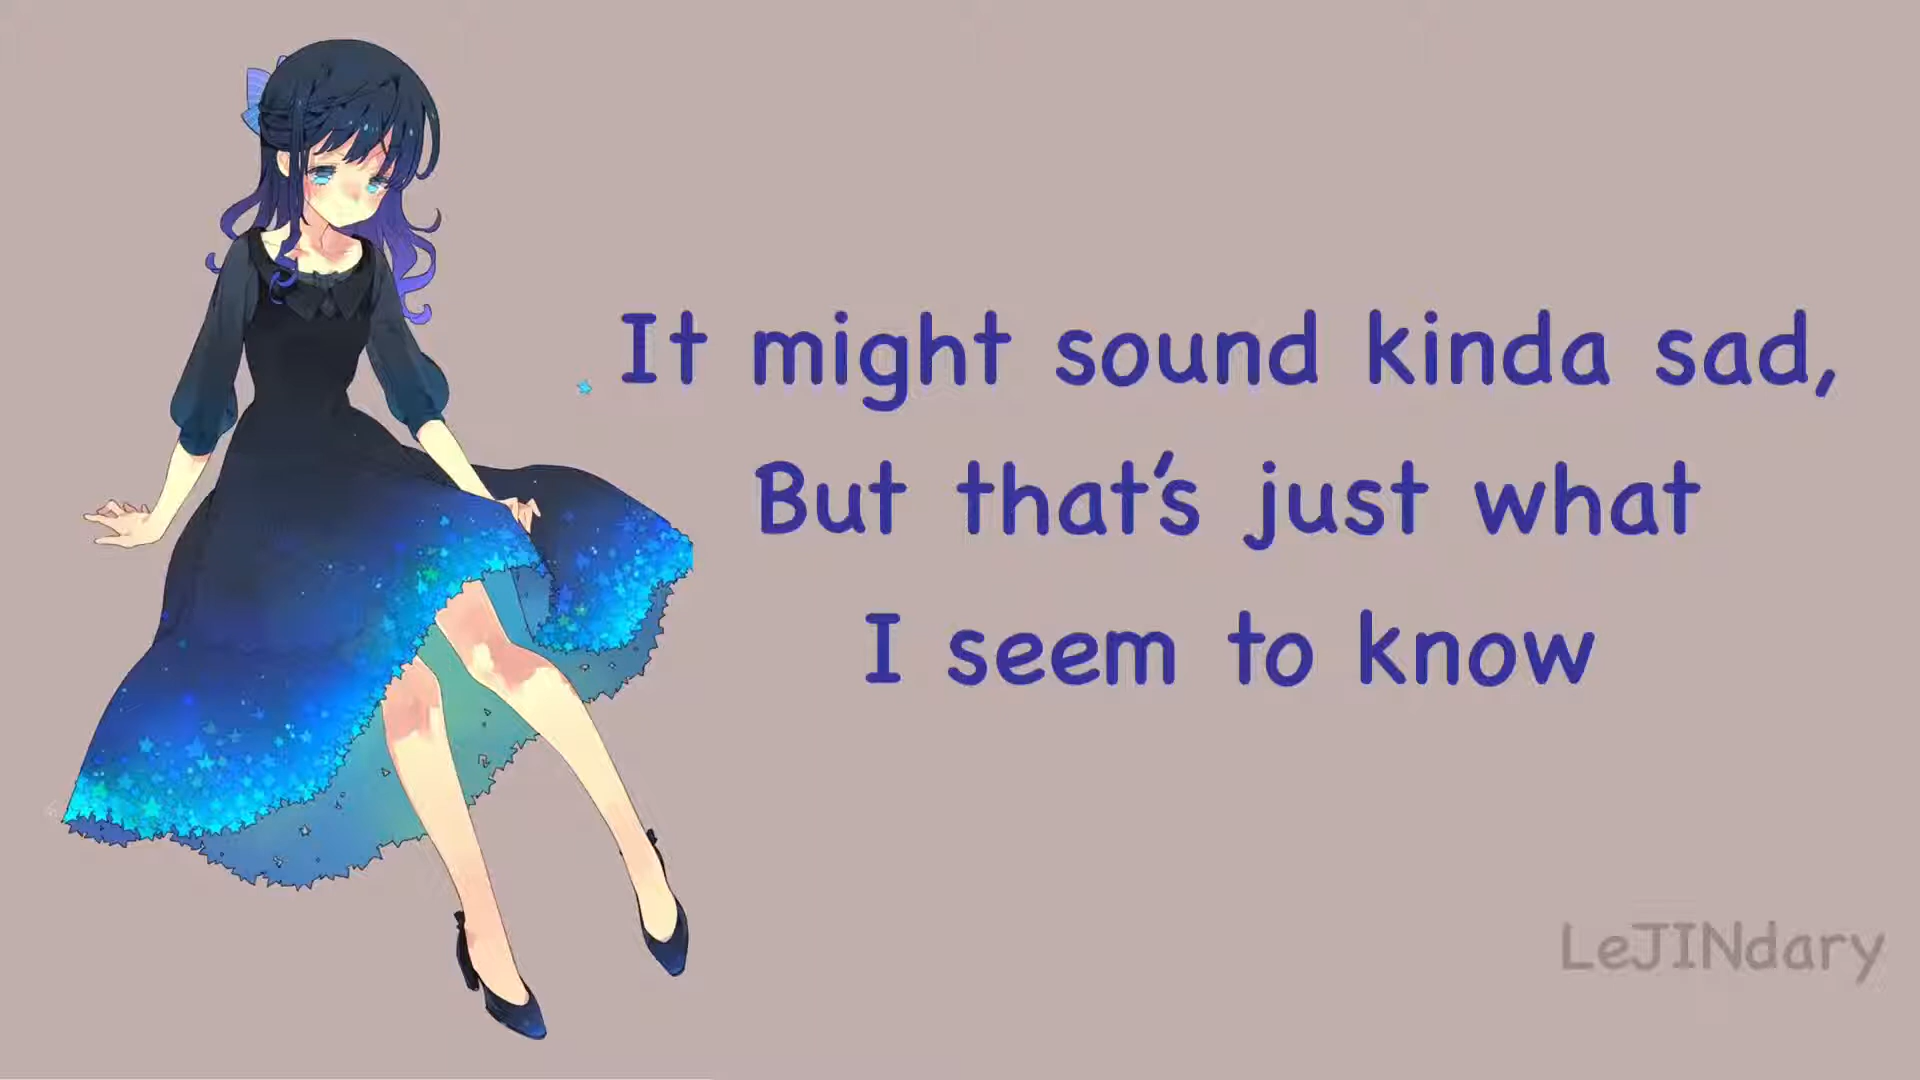 It might sound kinda sad,
But that's just what
I seem to know
LeJINdary